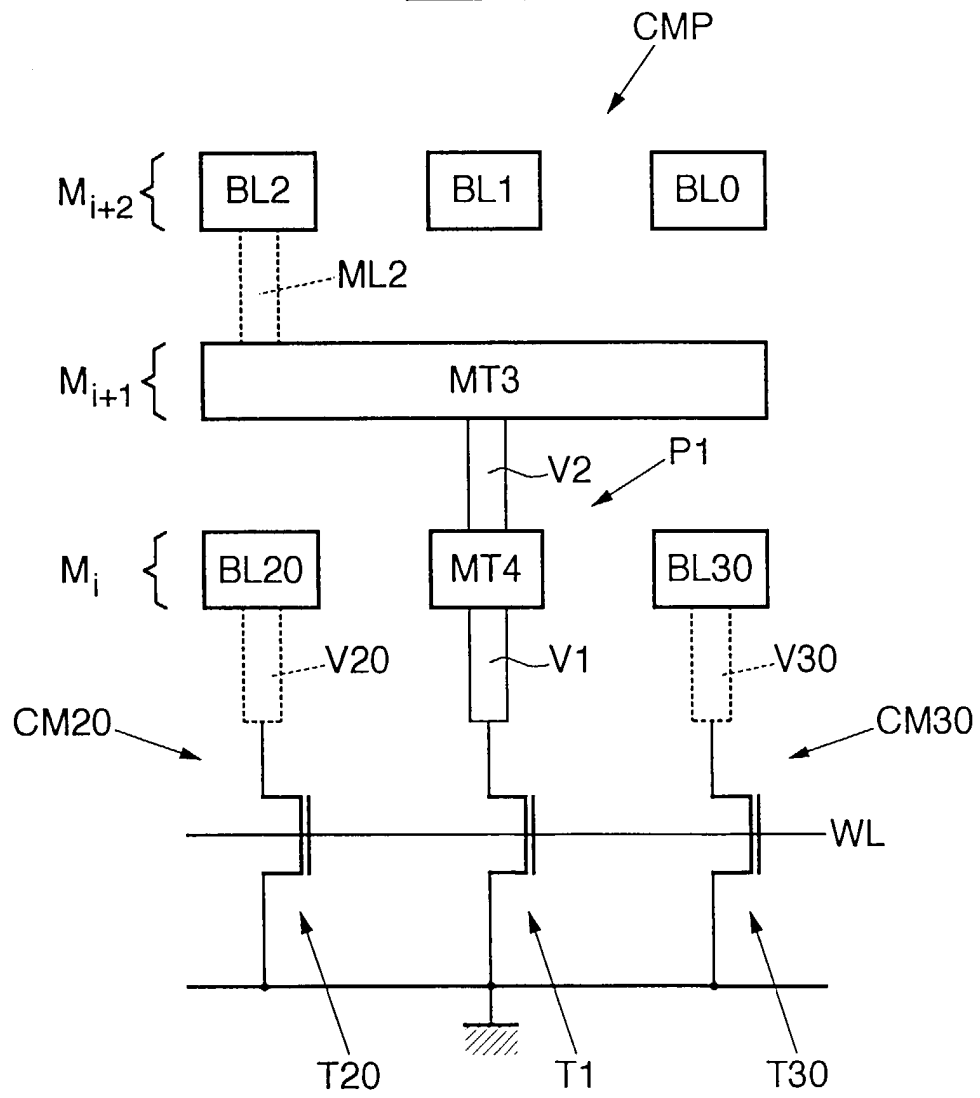 CMP
M_{i+2} BL2 BL1 BL0
ML2
M_{i+1} MT3
V2 P1
M_i BL20 MT4 BL30
V20 V1 V30
CM20 CM30
WL
T20 T1 T30